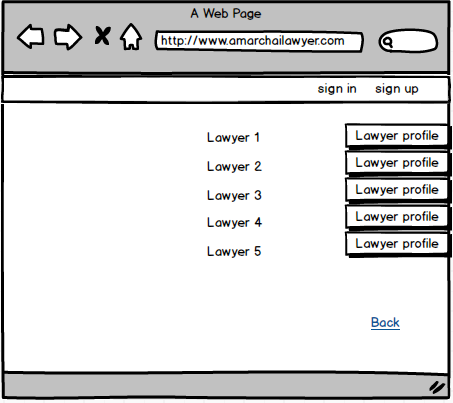 A Web Page
http://www.amarchailawyer.com
sign in sign up
Lawyer 1 Lawyer profile
Lawyer 2 Lawyer profile
Lawyer 3 Lawyer profile
Lawyer 4 Lawyer profile
Lawyer 5 Lawyer profile
Back